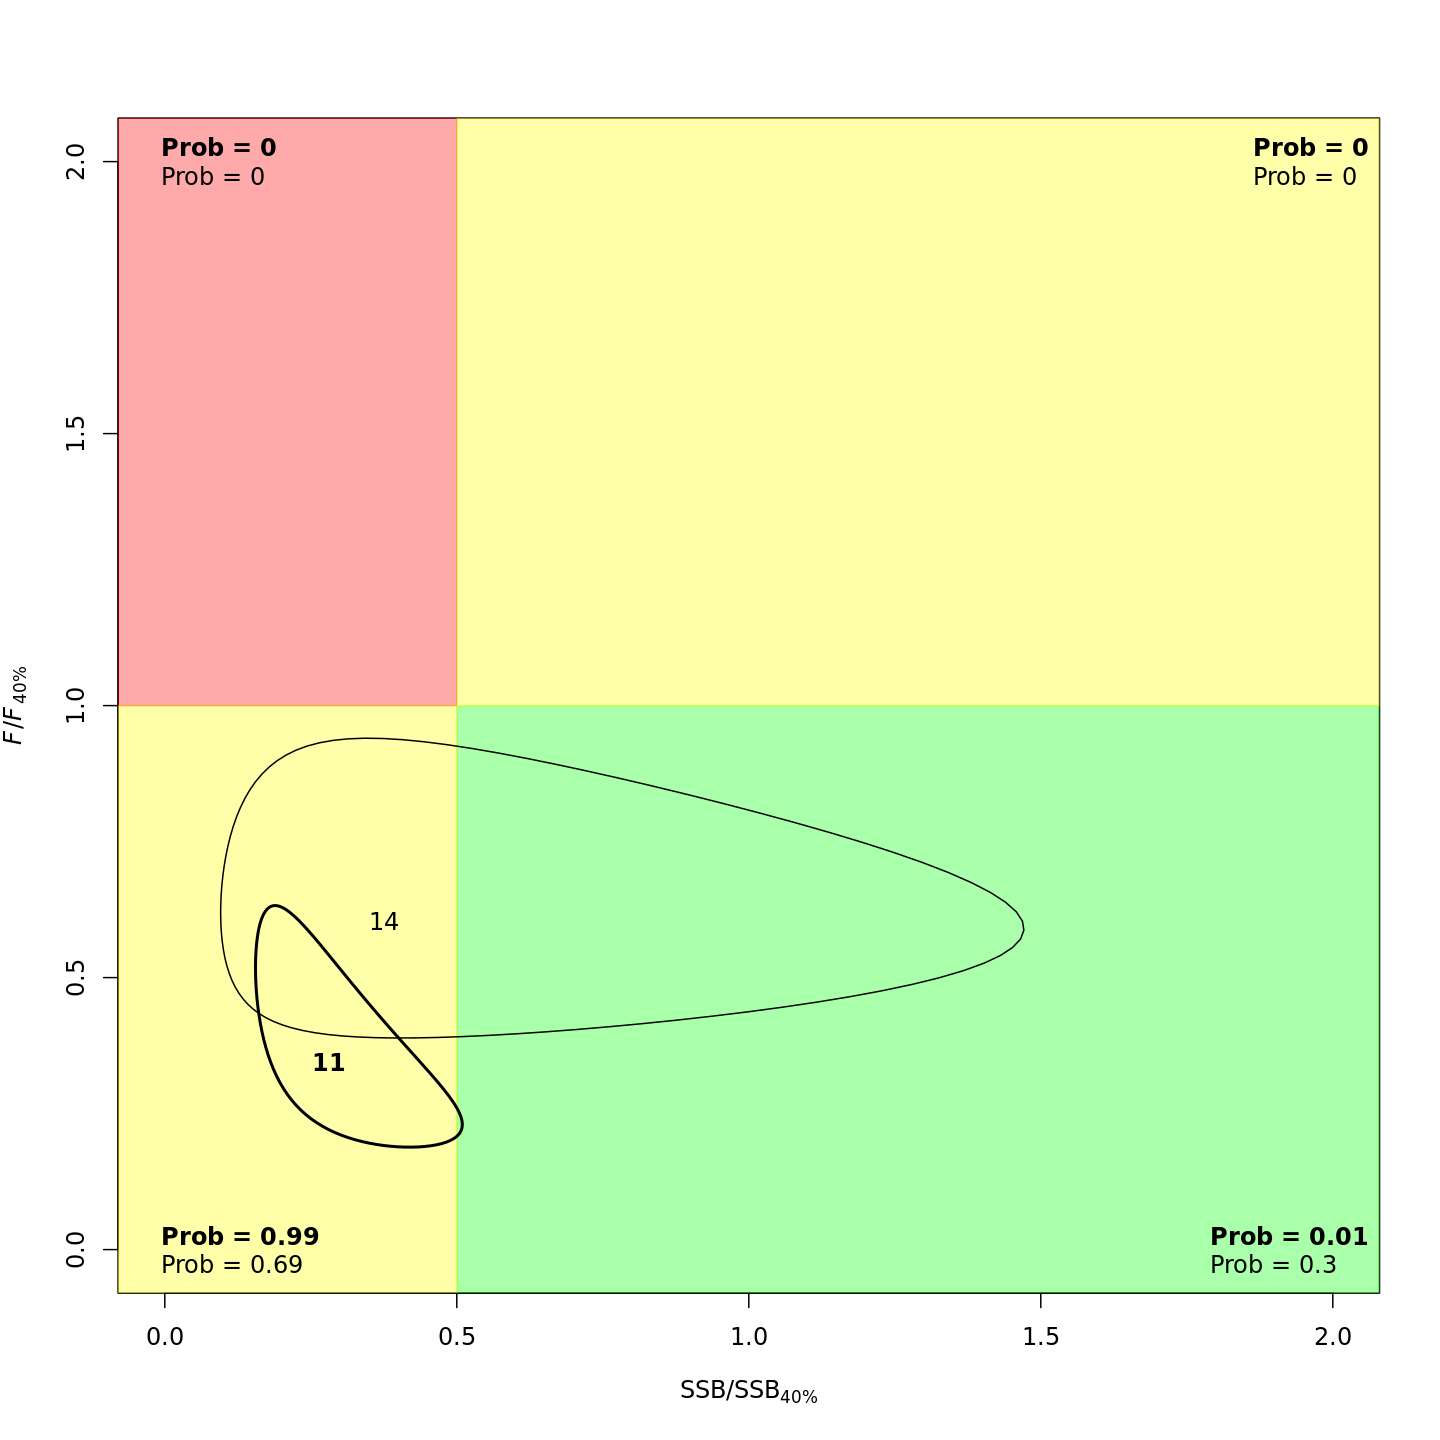 Prob = 0
Prob = 0
Prob = 0
Prob = 0
2.0
1.5
1.0
0.5
0.0
F/F40%
14
11
Prob = 0.99
Prob = 0.69
Prob = 0.01
Prob = 0.3
0.0
0.5
1.0
1.5
2.0
SSB/SSB40%